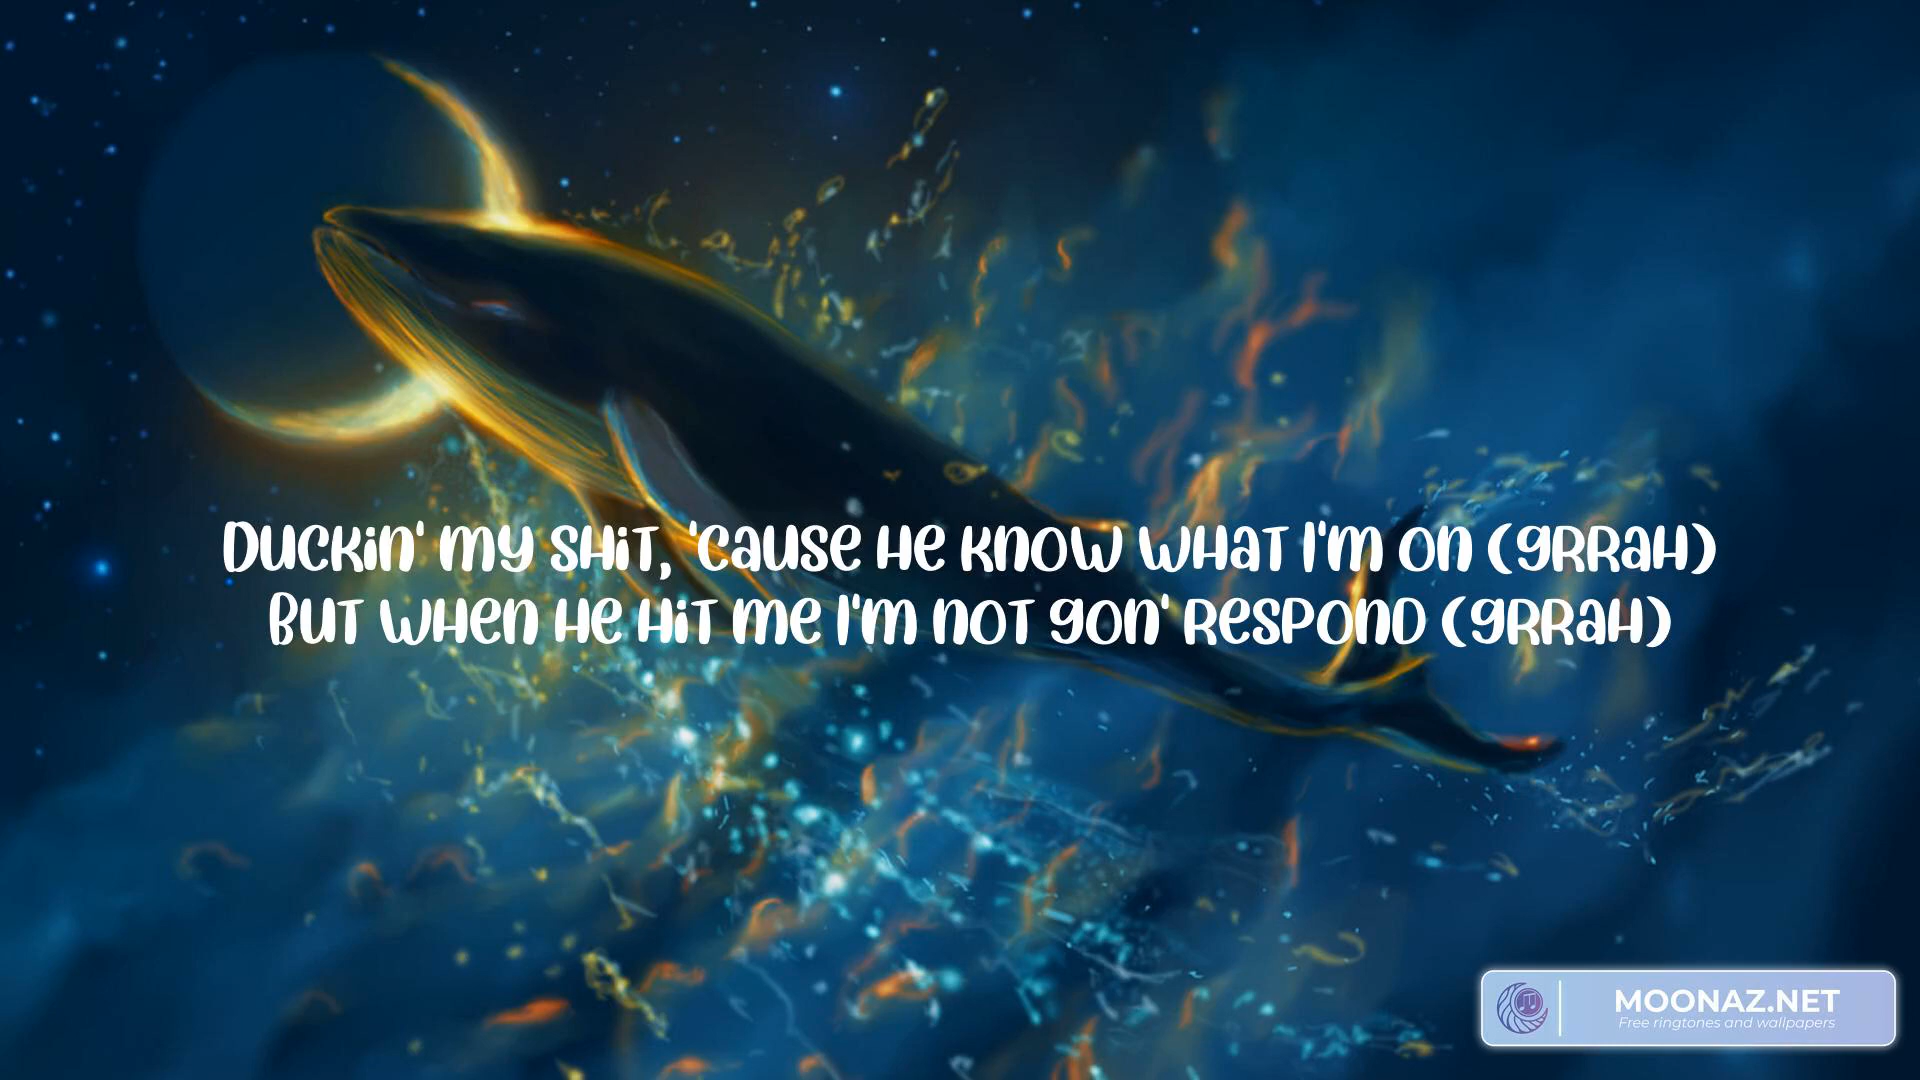 Duckin' my shit, 'cause he know what I'm on (grrah)
But when he hit me I'm not gon' respond (grrah)
MOONAZ.NET
Free ringtones and wallpapers